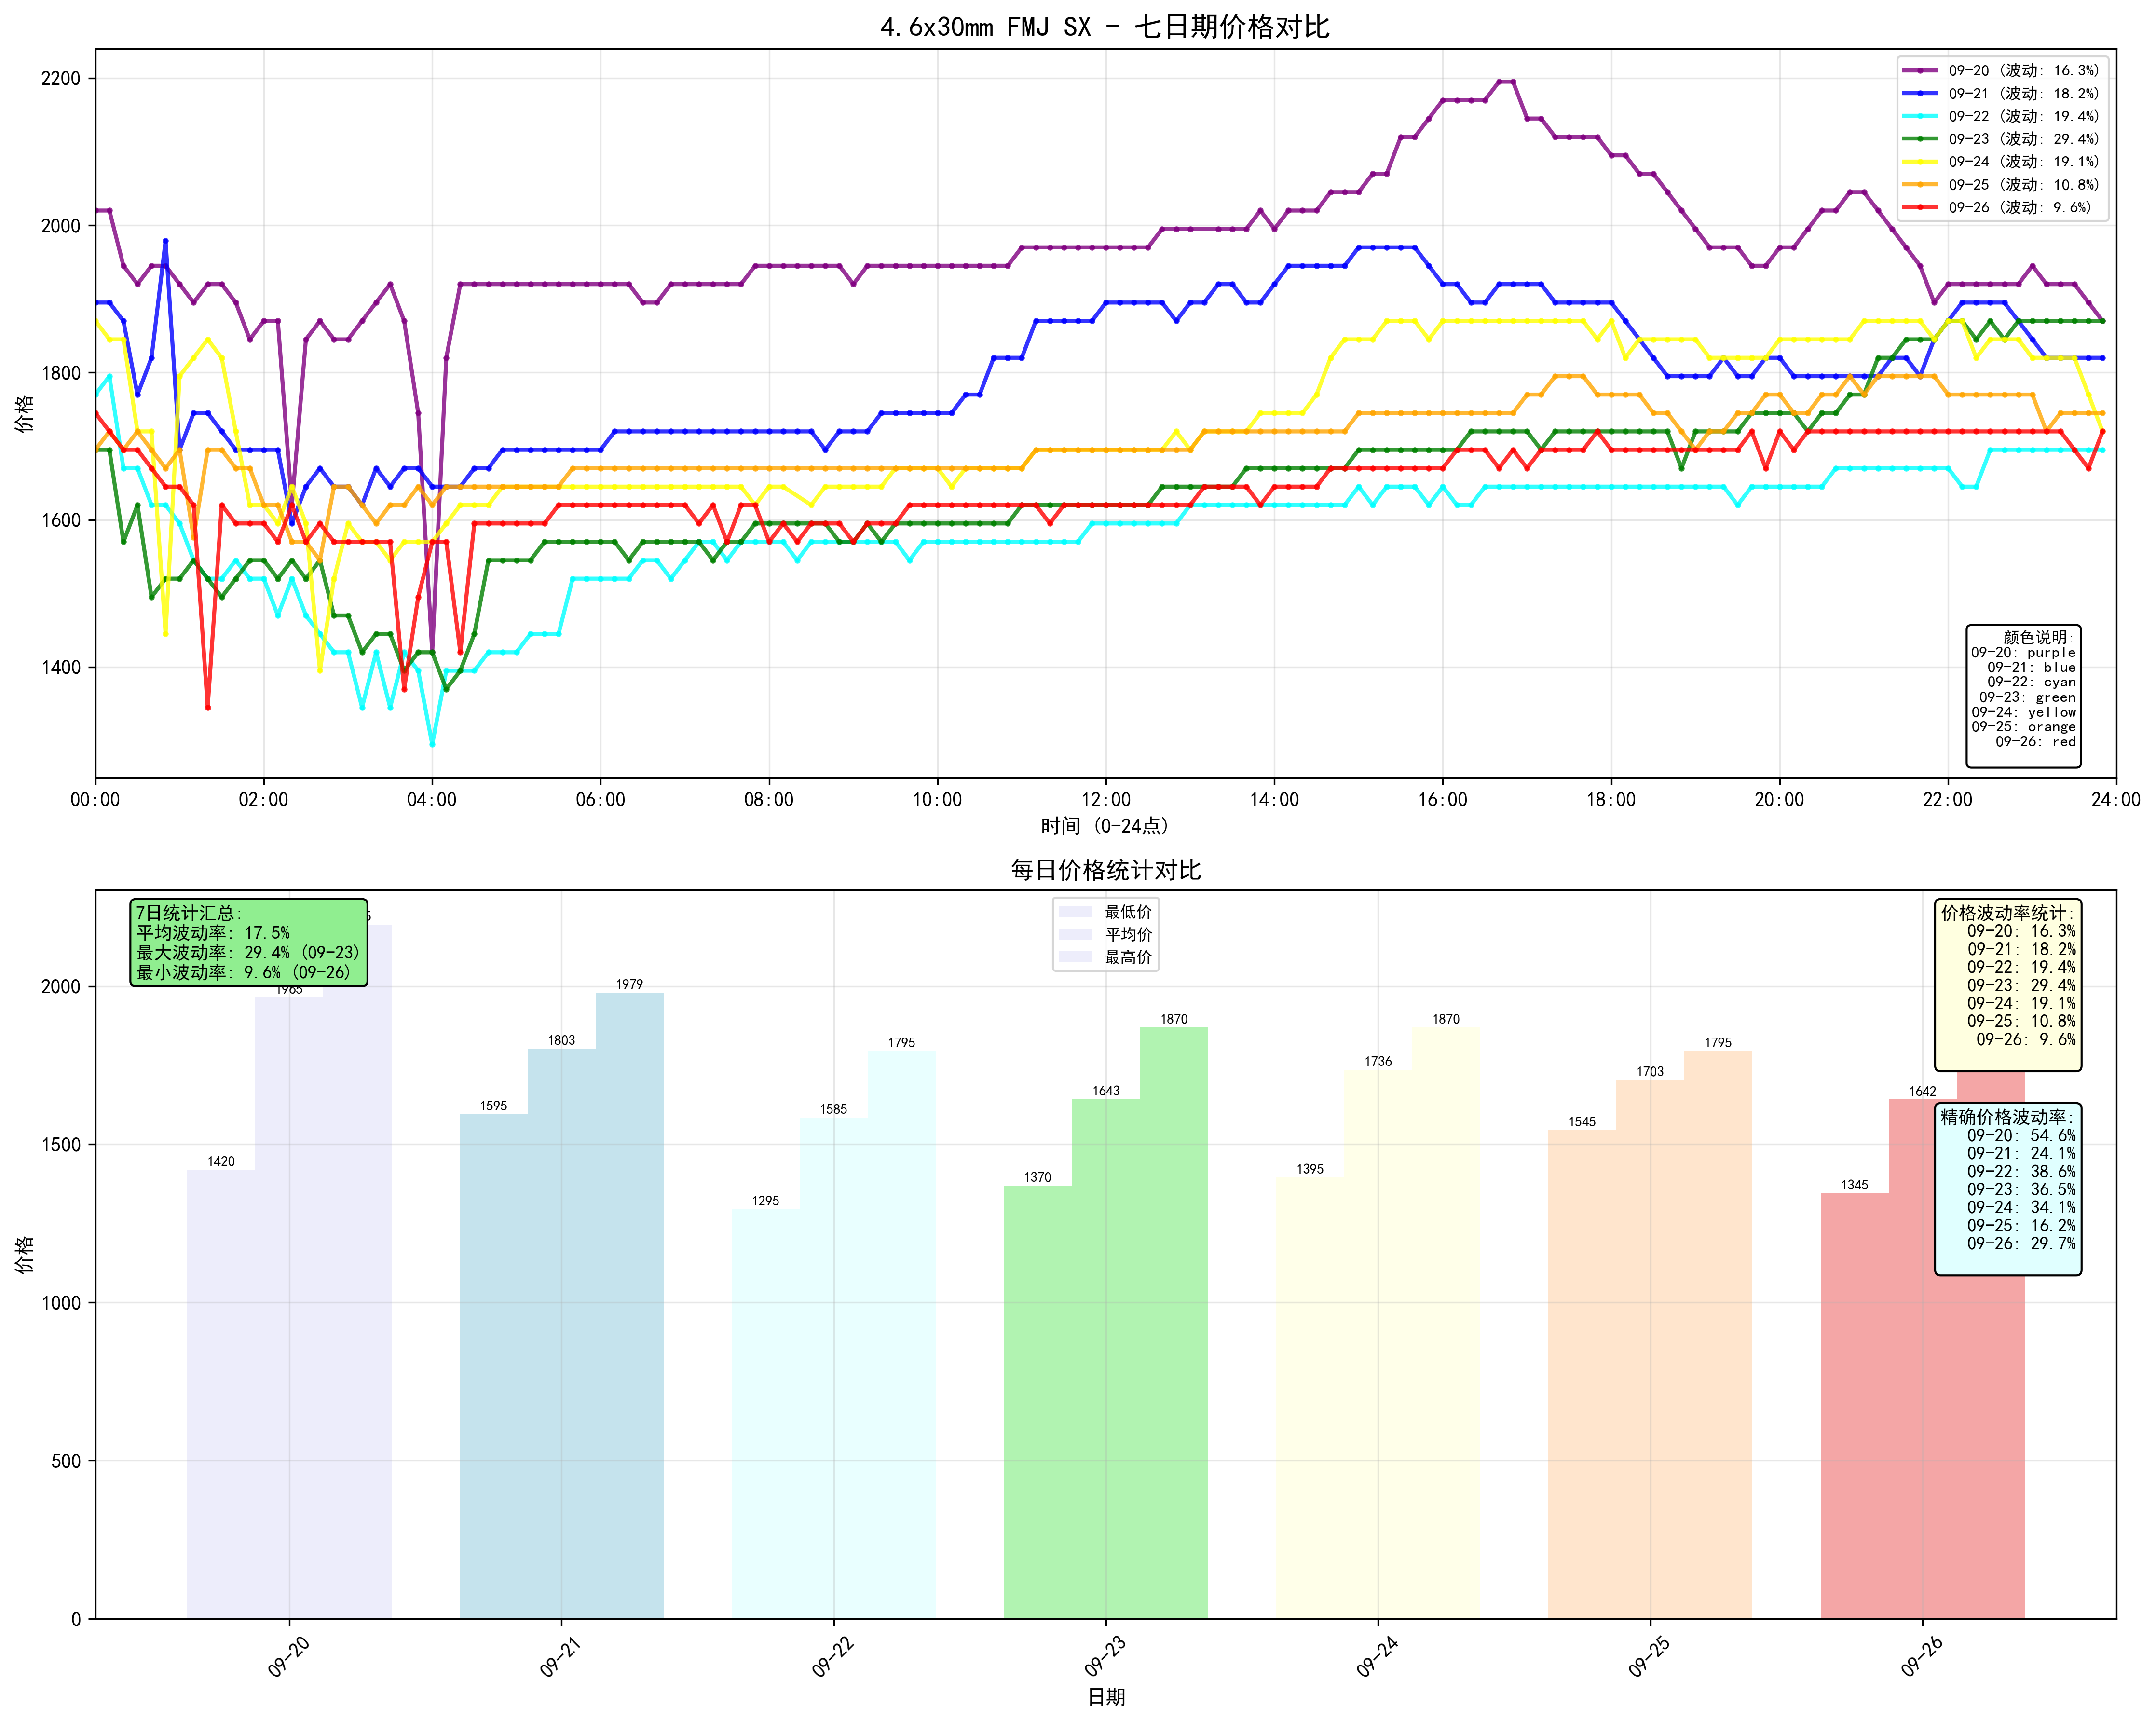 4.6x30mm FMJ SX - 七日期价格对比
2200
2000
1800
1600
1400
价格
00:00
02:00
04:00
06:00
08:00
10:00
12:00
14:00
16:00
18:00
20:00
22:00
24:00
时间 (0-24点)
09-20 (波动: 16.3%)
09-21 (波动: 18.2%)
09-22 (波动: 19.4%)
09-23 (波动: 29.4%)
09-24 (波动: 19.1%)
09-25 (波动: 10.8%)
09-26 (波动: 9.6%)
颜色说明:
09-20: purple
09-21: blue
09-22: cyan
09-23: green
09-24: yellow
09-25: orange
09-26: red
每日价格统计对比
7日统计汇总:
平均波动率: 17.5%
最大波动率: 29.4% (09-23)
最小波动率: 9.6% (09-26)
最低价
平均价
最高价
价格波动率统计:
09-20: 16.3%
09-21: 18.2%
09-22: 19.4%
09-23: 29.4%
09-24: 19.1%
09-25: 10.8%
09-26: 9.6%
精确价格波动率:
09-20: 54.6%
09-21: 24.1%
09-22: 38.6%
09-23: 36.5%
09-24: 34.1%
09-25: 16.2%
09-26: 29.7%
2000
1500
1000
500
0
价格
1420
1965
1595
1803
1979
1295
1585
1795
1370
1643
1870
1395
1736
1870
1545
1703
1795
1345
1642
09-20
09-21
09-22
09-23
09-24
09-25
09-26
日期